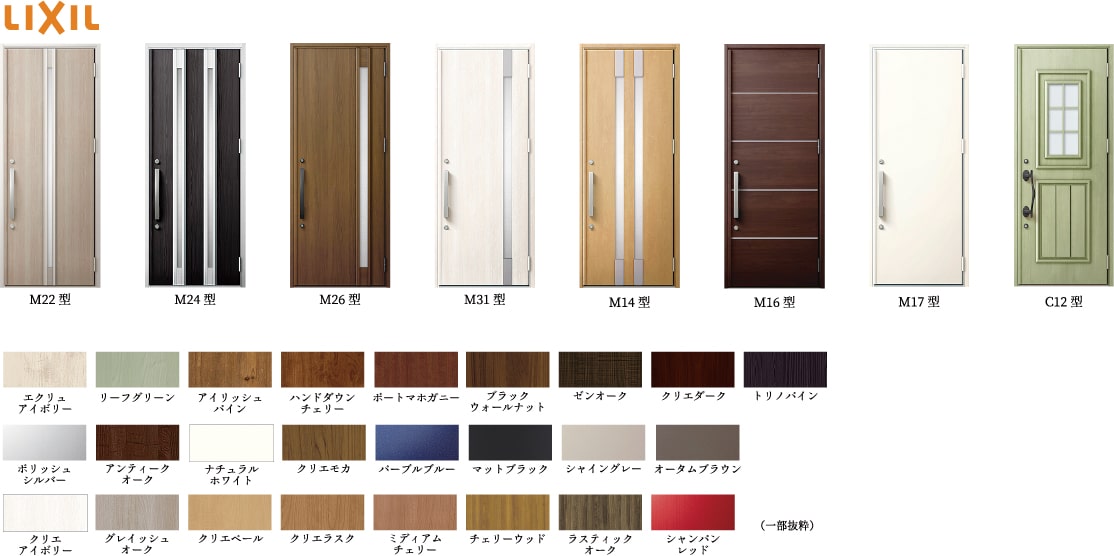 LIXIL
M22 型
M24 型
M26 型
M31 型
M14 型
M16 型
M17 型
C12 型
エクリュ
アイボリー
リーフグリーン
アイリッシュ
パイン
ハンドダウン
チェリー
ポートマホガニー
ブラック
ウォールナット
ゼンオーク
クリエダーク
トリノパイン
ポリッシュ
シルバー
アンティーク
オーク
ナチュラル
ホワイト
クリエモカ
パープルブルー
マットブラック
シャイングレー
オータムブラウン
クリエ
アイボリー
グレイッシュ
オーク
クリエペール
クリエラスク
ミディアム
チェリー
チェリーウッド
ラスティック
オーク
シャンパン
レッド
（一部抜粋）